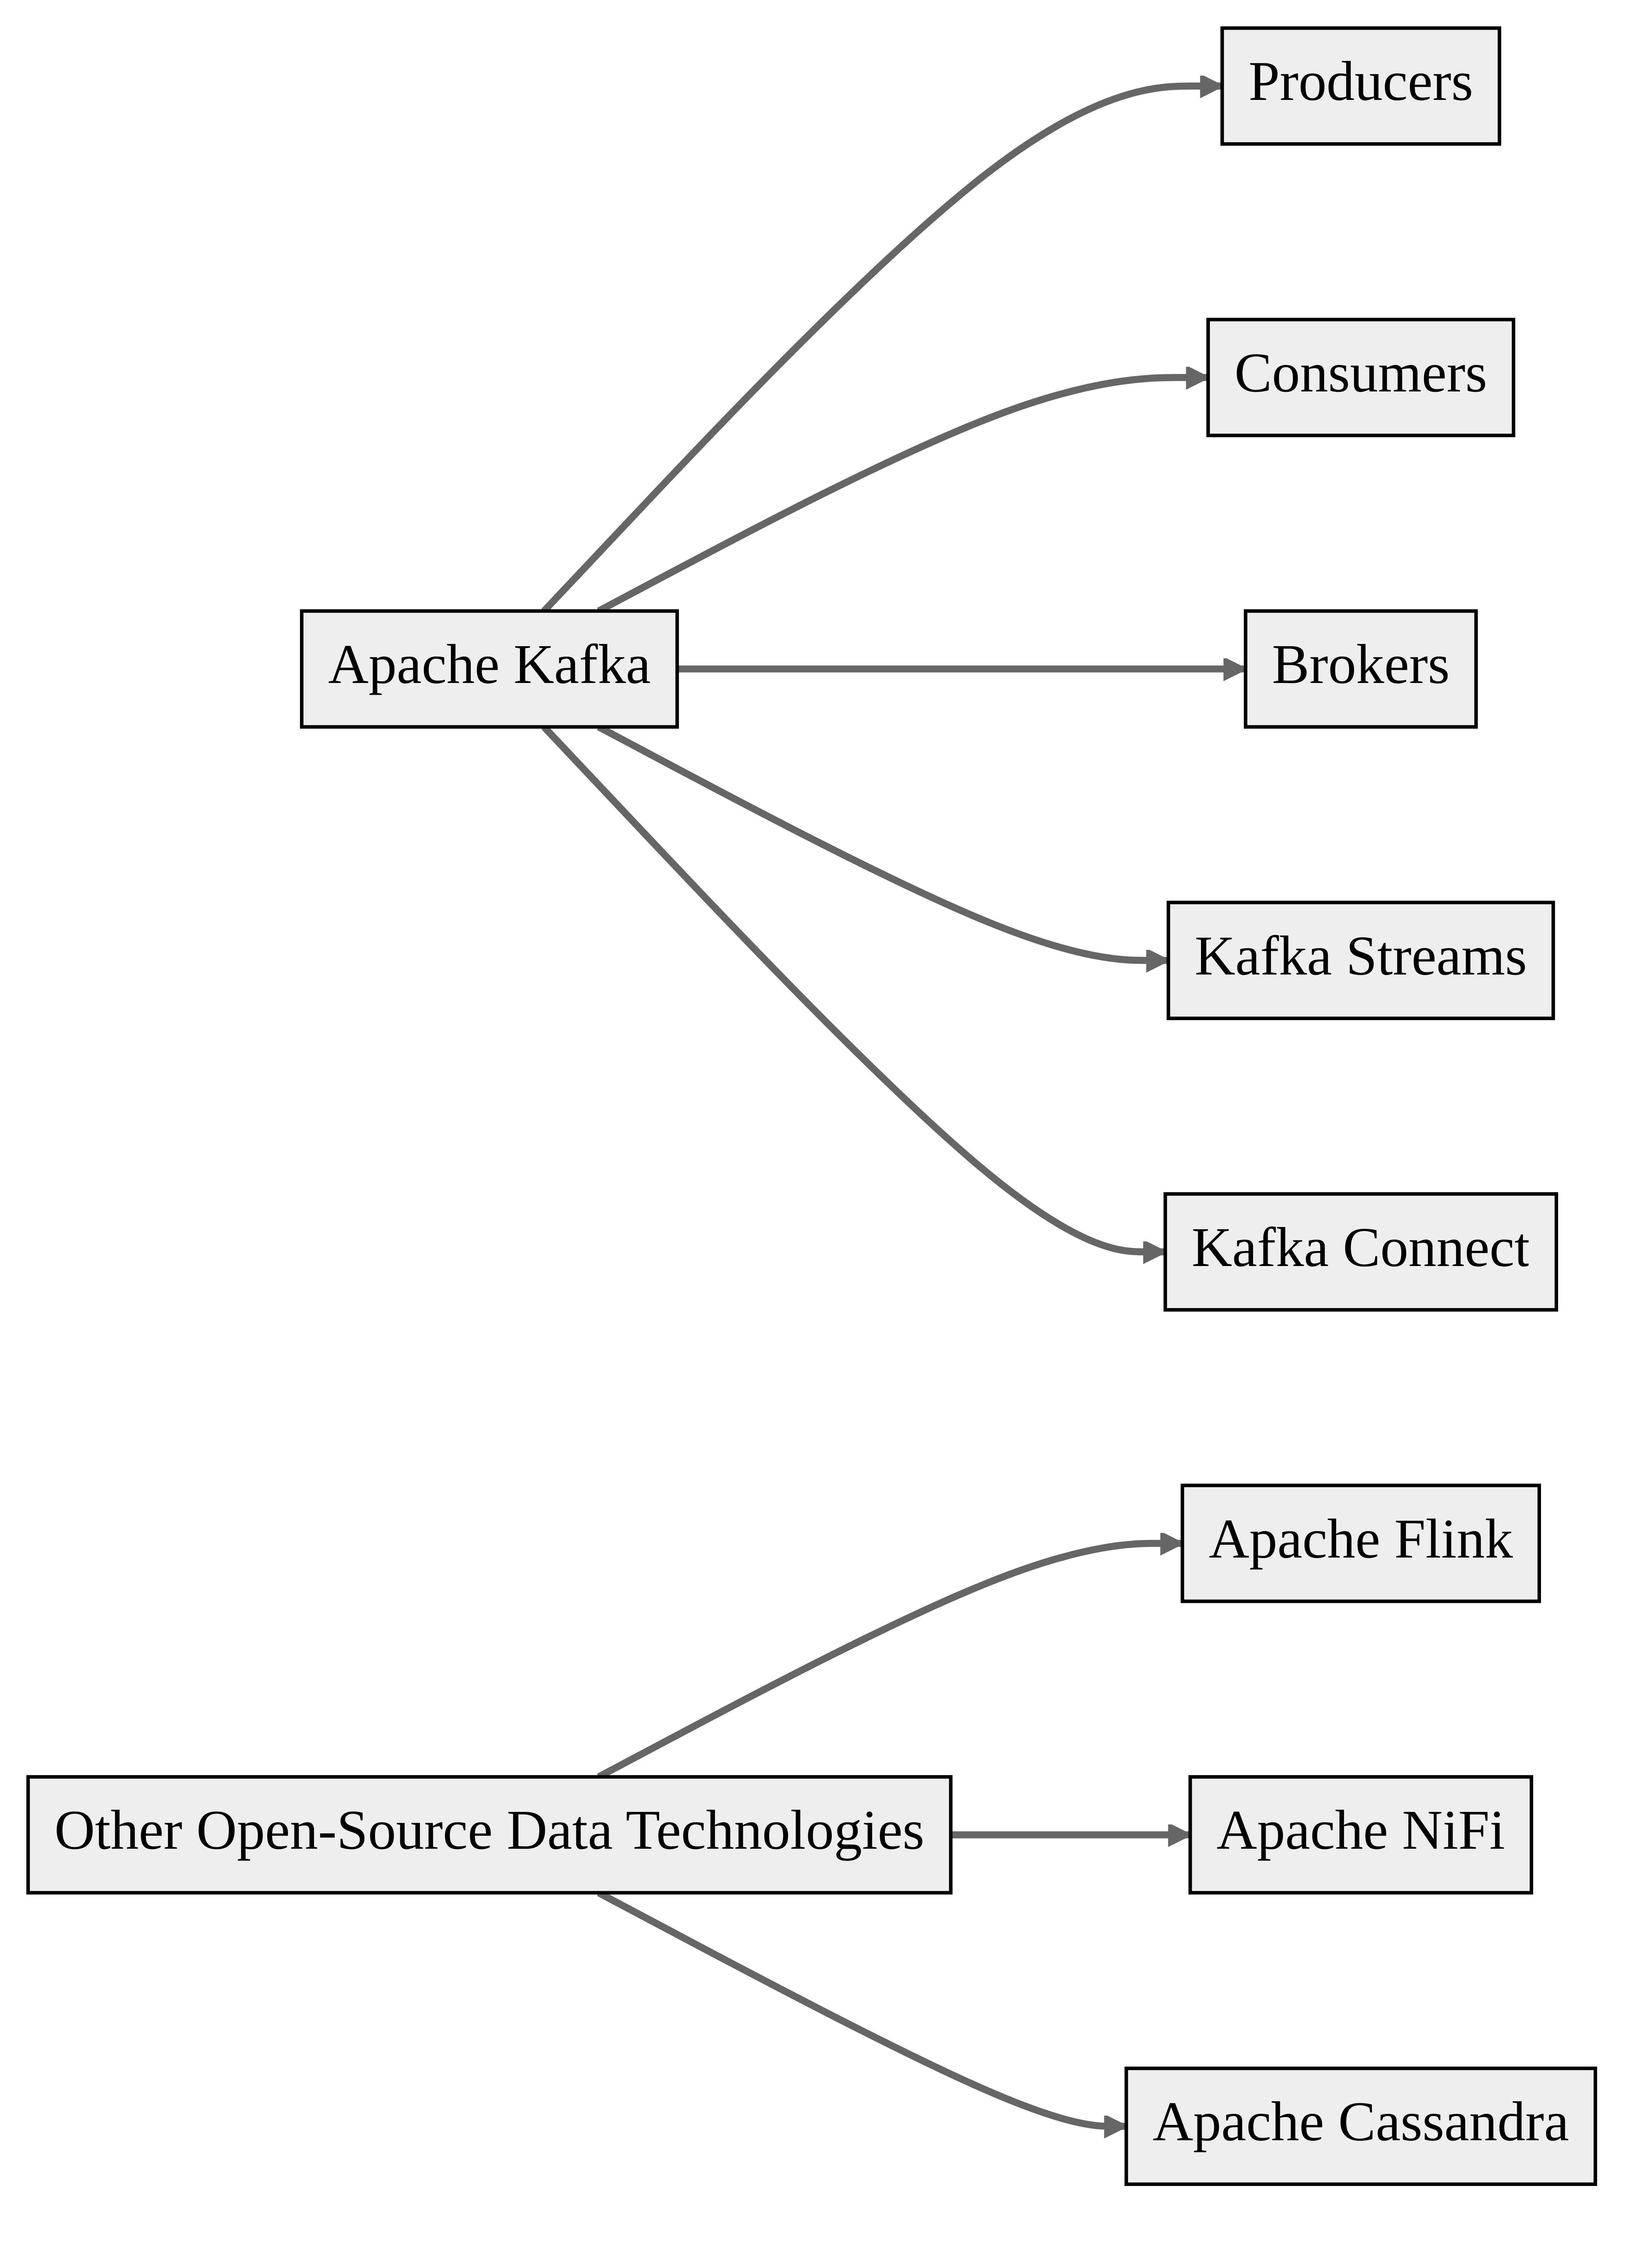 Producers
Consumers
Apache Kafka
Brokers
Kafka Streams
Kafka Connect
Apache Flink
Other Open-Source Data Technologies
Apache NiFi
Apache Cassandra